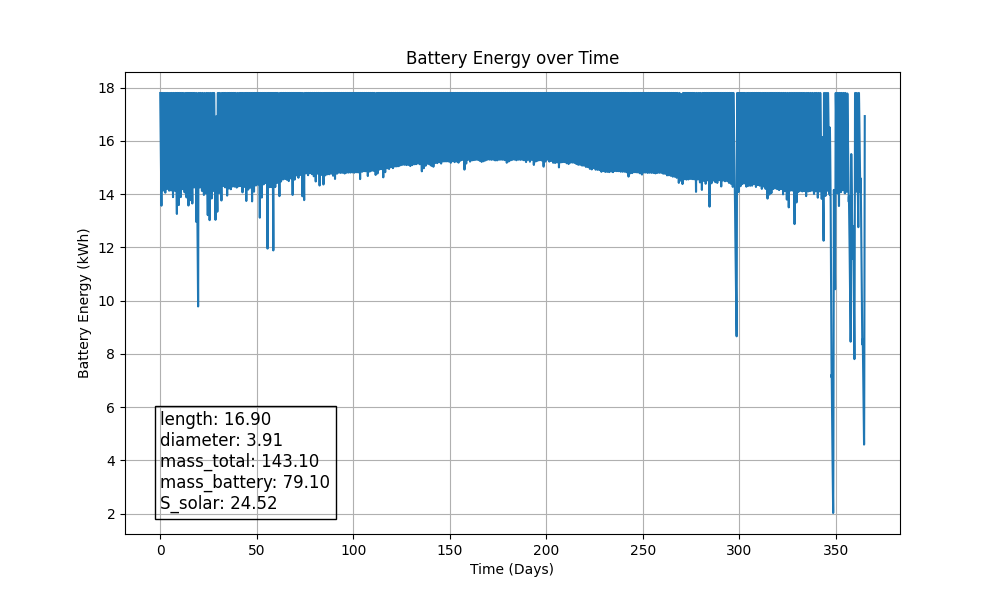 Battery Energy over Time
18
16
14
12
10
8
6
4
2
Battery Energy (kWh)
length: 16.90
diameter: 3.91
mass_total: 143.10
mass_battery: 79.10
S_solar: 24.52
0 50 100 150 200 250 300 350
Time (Days)